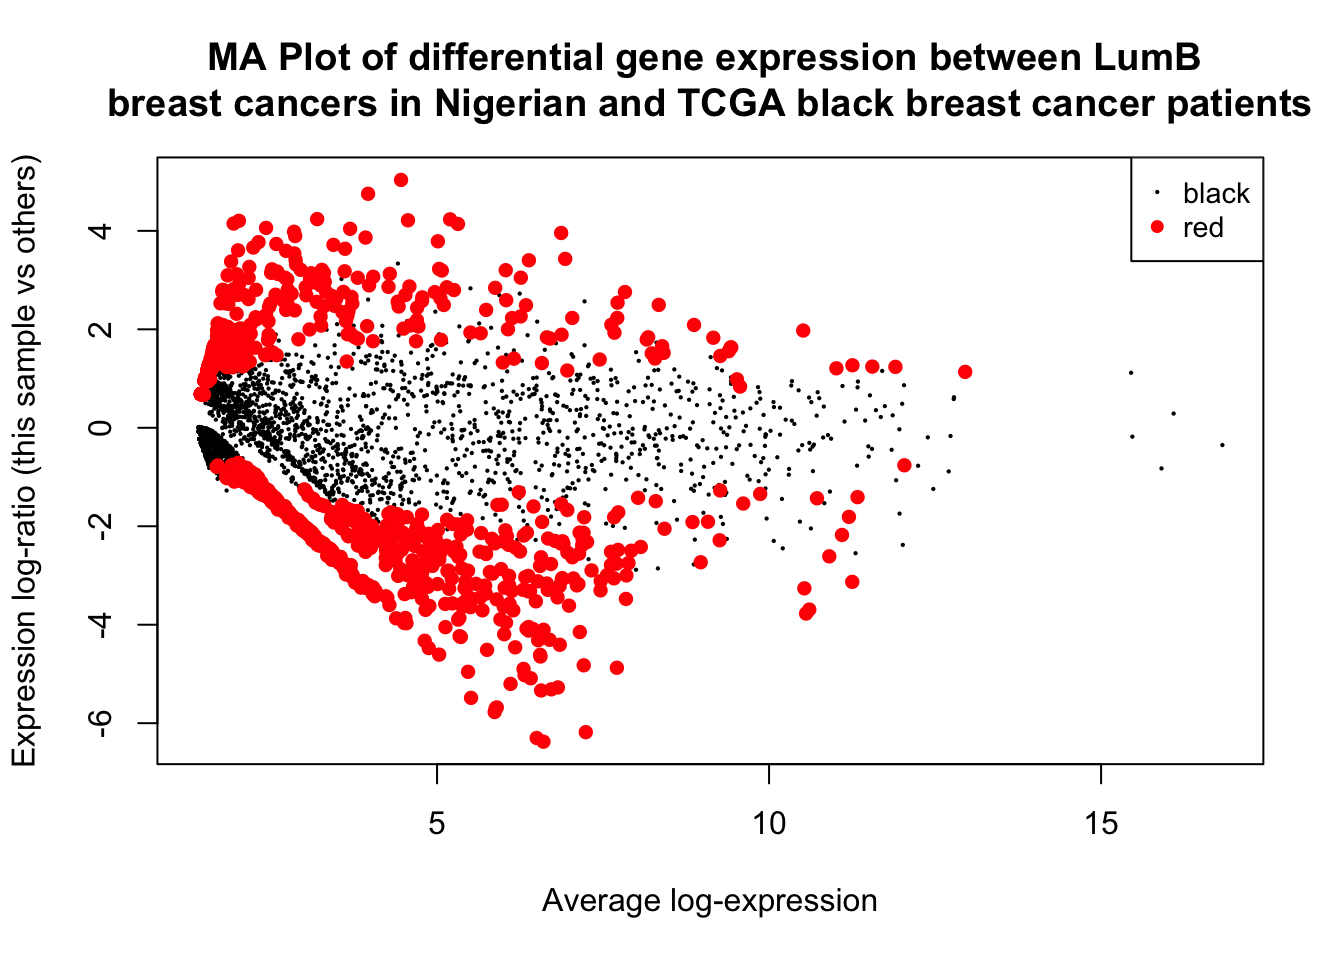 MA Plot of differential gene expression between LumB
breast cancers in Nigerian and TCGA black breast cancer patients
Expression log-ratio (this sample vs others)
4
2
0
-2
-4
-6
black
red
5
10
15
Average log-expression